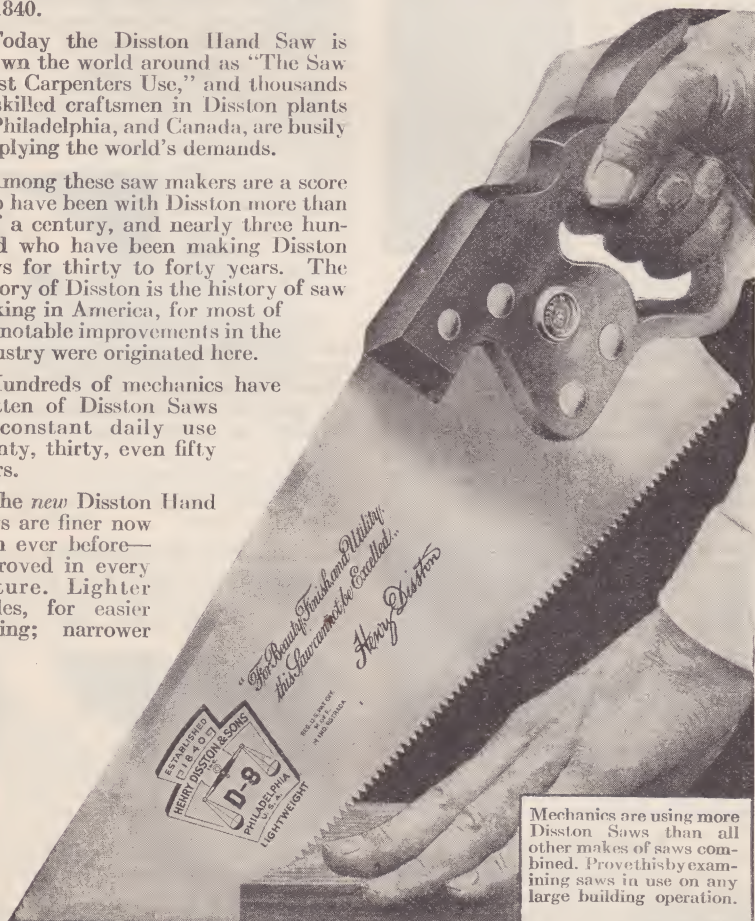 1840.
Today the Disston Hand Saw is
wn the world around as "The Saw
st Carpenters Use," and thousands
skilled craftsmen in Disston plants
Philadelphia, and Canada, are busily
plying the world's demands.
mong these saw makers are a score
o have been with Disston more than
f a century, and nearly three hun-
d who have been making Disston
vs for thirty to forty years. The
ory of Disston is the history of saw
king in America, for most of
notable improvements in the
ustry were originated here.
Hundreds of mechanics have
tten of Disston Saws
constant daily use
nty, thirty, even fifty
rs.
The new Disston Hand
s are finer now
n ever before—
roved in every
ture. Lighter
des, for easier
ing; narrower
"For Beauty, Finish and Utility,
this Saw cannot be Excelled..
Henry Disston
REG. U.S. PAT. OFF.
ESTABLISHED
1840
HENRY DISSTON & SONS
D-8
PHILADELPHIA
U.S.A.
LIGHTWEIGHT
Mechanics are using more
Disston Saws than all
other makes of saws com-
bined. Prove this by exam-
ining saws in use on any
large building operation.